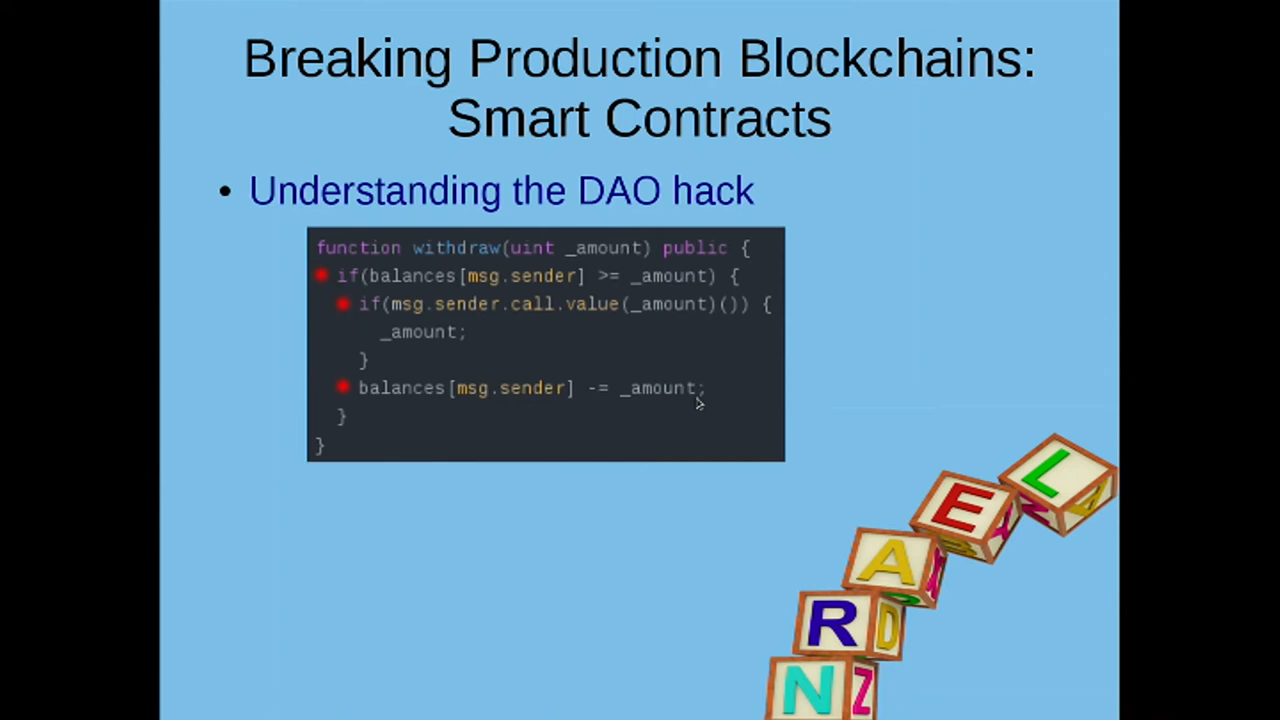 Breaking Production Blockchains:
Smart Contracts
• Understanding the DAO hack
function withdraw(uint _amount) public {
if(balances[msg.sender] >= _amount) {
if(msg.sender.call.value(_amount)()) {
_amount;
}
balances[msg.sender] -= _amount;
}
}
L
E
A
R D
N Z